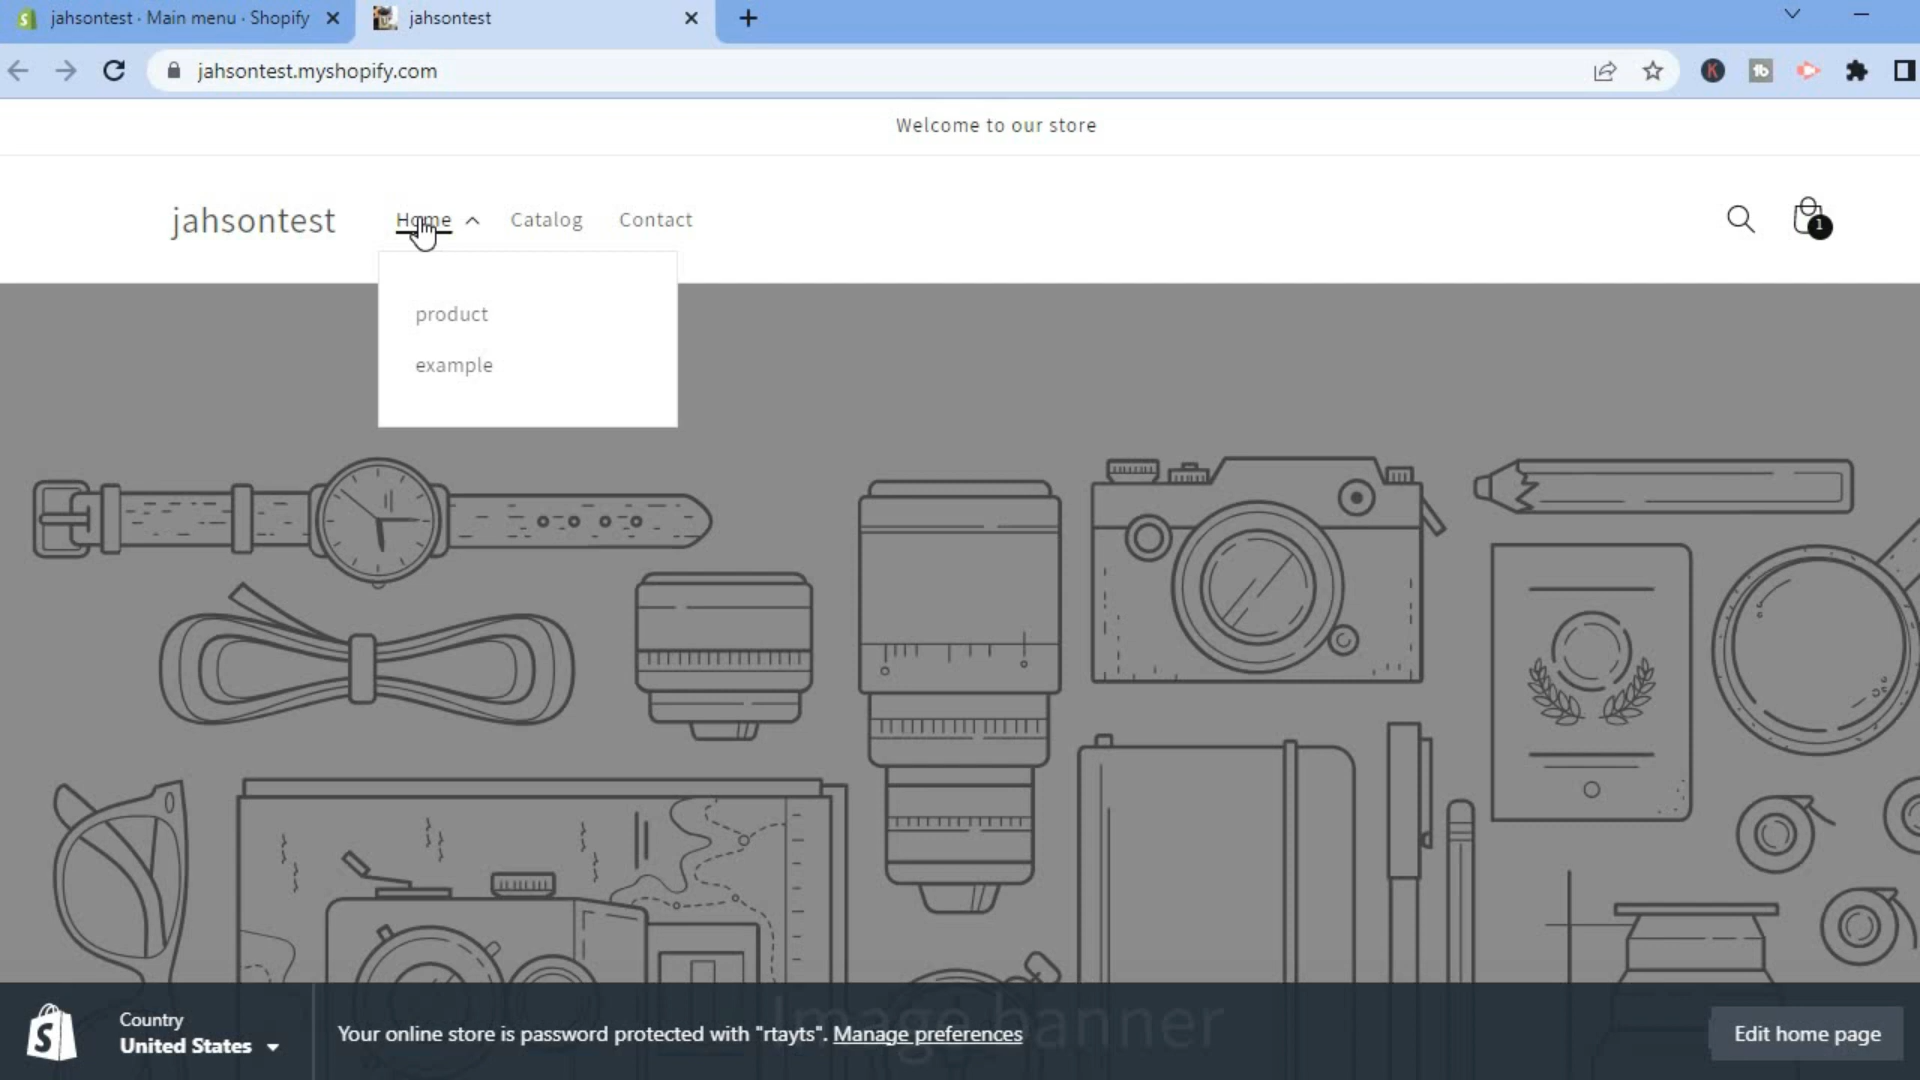 jahsontest · Main menu · Shopify
jahsontest
jahsontest.myshopify.com
Welcome to our store
jahsontest
Home
Catalog
Contact
1
product
example
Image banner
Country
United States
Your online store is password protected with "rtayts". Manage preferences
Edit home page